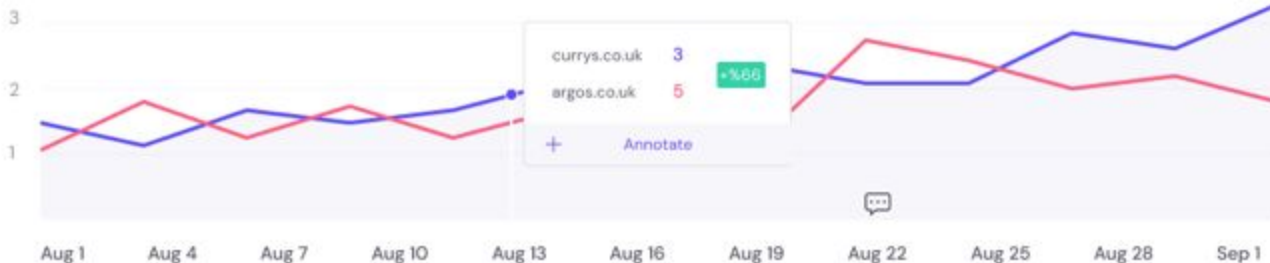 3
2
1
currys.co.uk 3
argos.co.uk 5
+%66
+ Annotate
Aug 1 Aug 4 Aug 7 Aug 10 Aug 13 Aug 16 Aug 19 Aug 22 Aug 25 Aug 28 Sep 1